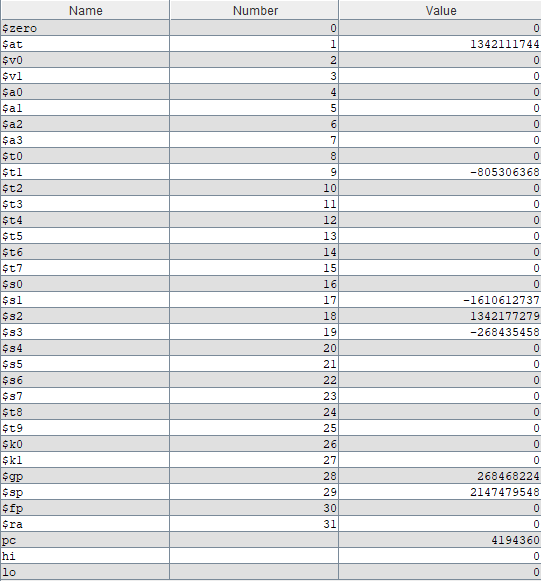 Name Number Value
$zero 0 0
$at 1 1342111744
$v0 2 0
$v1 3 0
$a0 4 0
$a1 5 0
$a2 6 0
$a3 7 0
$t0 8 0
$t1 9 -805306368
$t2 10 0
$t3 11 0
$t4 12 0
$t5 13 0
$t6 14 0
$t7 15 0
$s0 16 0
$s1 17 -1610612737
$s2 18 1342177279
$s3 19 -268435458
$s4 20 0
$s5 21 0
$s6 22 0
$s7 23 0
$t8 24 0
$t9 25 0
$k0 26 0
$k1 27 0
$gp 28 268468224
$sp 29 2147479548
$fp 30 0
$ra 31 0
pc 4194360
hi 0
lo 0